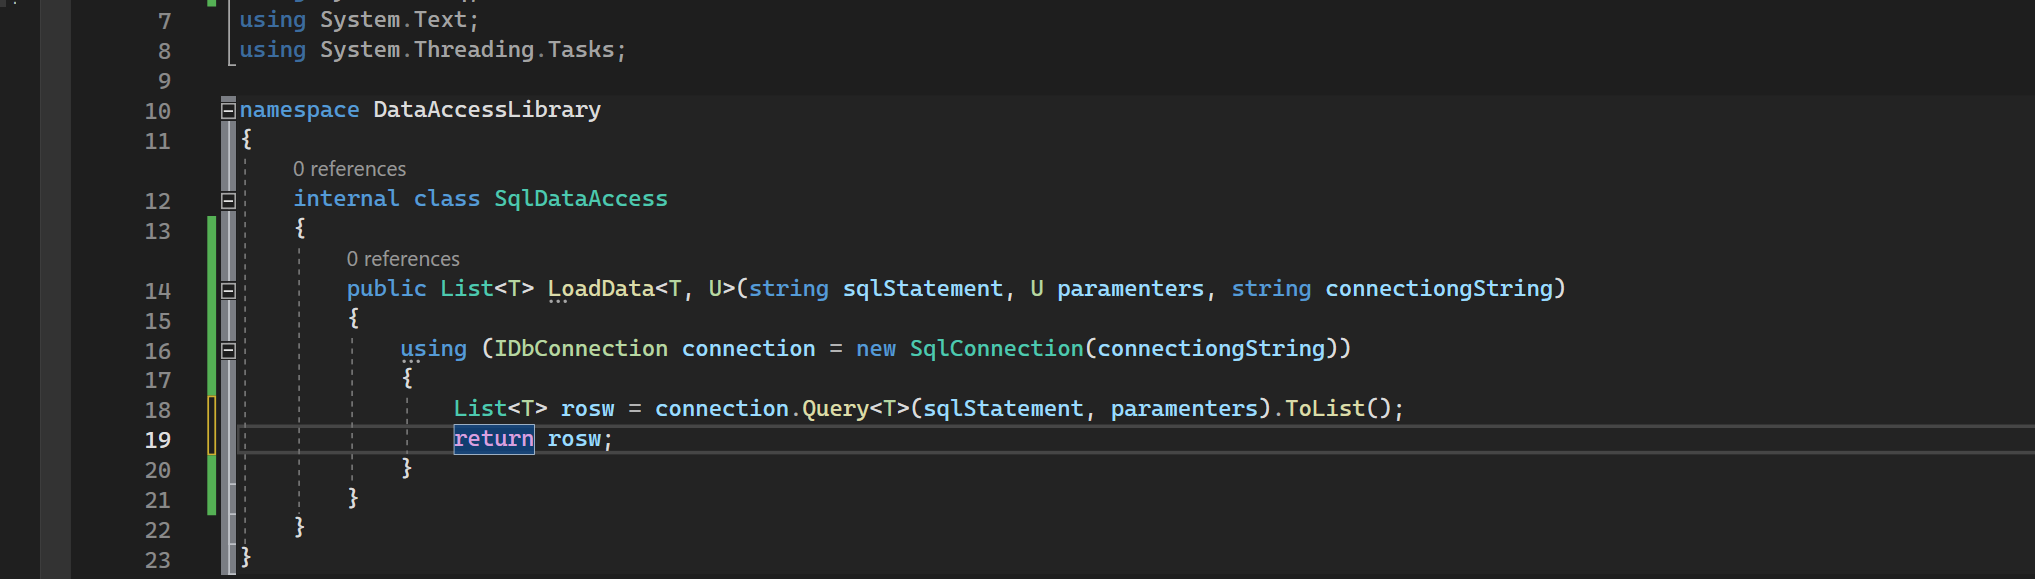 7 using System.Text;
8 using System.Threading.Tasks;
9
10 namespace DataAccessLibrary
11 {
0 references
12 internal class SqlDataAccess
13 {
0 references
14 public List<T> LoadData<T, U>(string sqlStatement, U paramenters, string connectiongString)
15 {
16 using (IDbConnection connection = new SqlConnection(connectiongString))
17 {
18 List<T> rosw = connection.Query<T>(sqlStatement, paramenters).ToList();
19 return rosw;
20 }
21 }
22 }
23 }